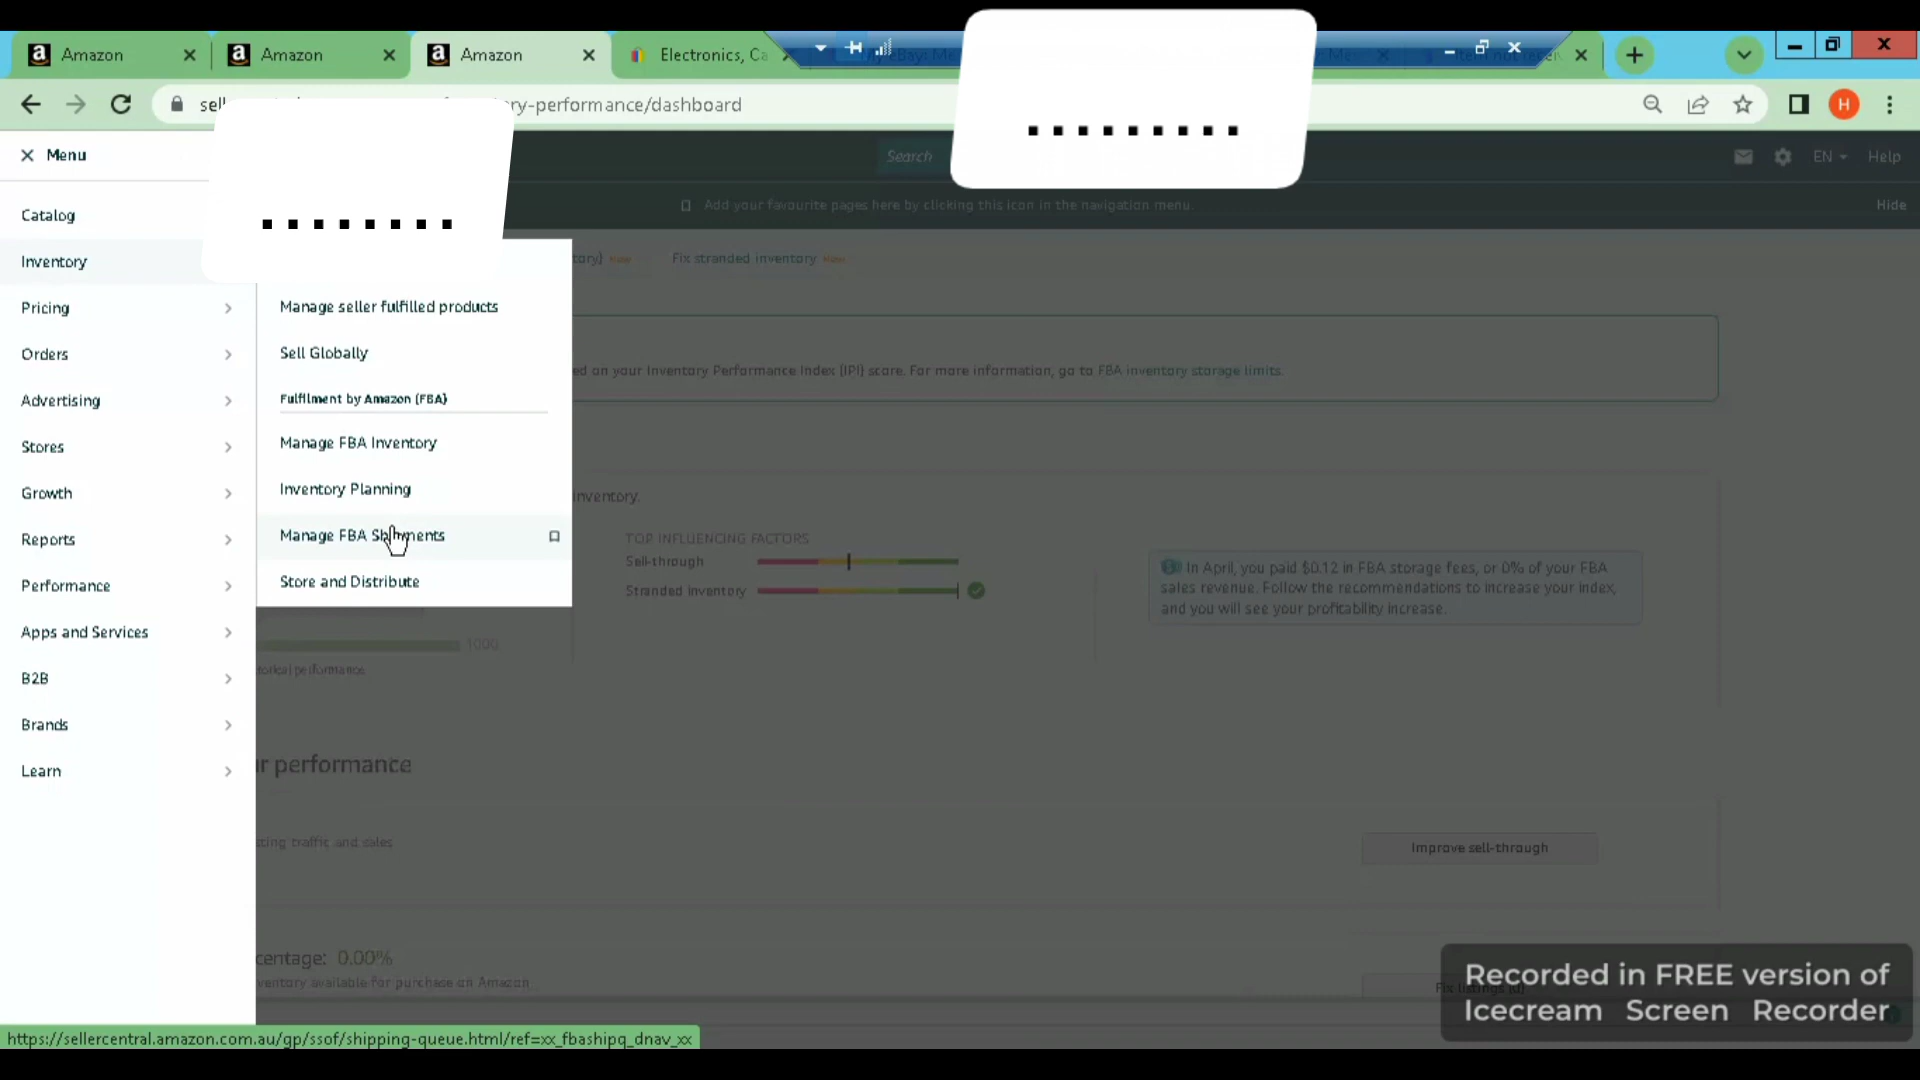 Amazon
Amazon
Amazon
Electronics, Ca
ory-performance/dashboard
H
Menu
Search
EN
Help
Add your favourite pages here by clicking this icon in the navigation menu.
Hide
Catalog
Inventory
Pricing
Orders
Advertising
Stores
Growth
Reports
Performance
Apps and Services
B2B
Brands
Learn
Manage seller fulfilled products
Sell Globally
Fulfilment by Amazon (FBA)
Manage FBA Inventory
Inventory Planning
Manage FBA Shipments
Store and Distribute
Fix stranded inventory New
ed on your Inventory Performance Index (IPI) score. For more information, go to FBA inventory storage limits.
inventory.
TOP INFLUENCING FACTORS
Sell-through
Stranded Inventory
In April, you paid $0.12 in FBA storage fees, or 0% of your FBA
sales revenue. Follow the recommendations to increase your index,
and you will see your profitability increase.
1000
torical performance.
r performance
sting traffic and sales
Improve sell-through
centage: 0.00%
ventory available for purchase on Amazon
Recorded in FREE version of
Icecream Screen Recorder
https://sellercentral.amazon.com.au/gp/ssof/shipping-queue.html/ref=xx_fbashipq_dnav_xx